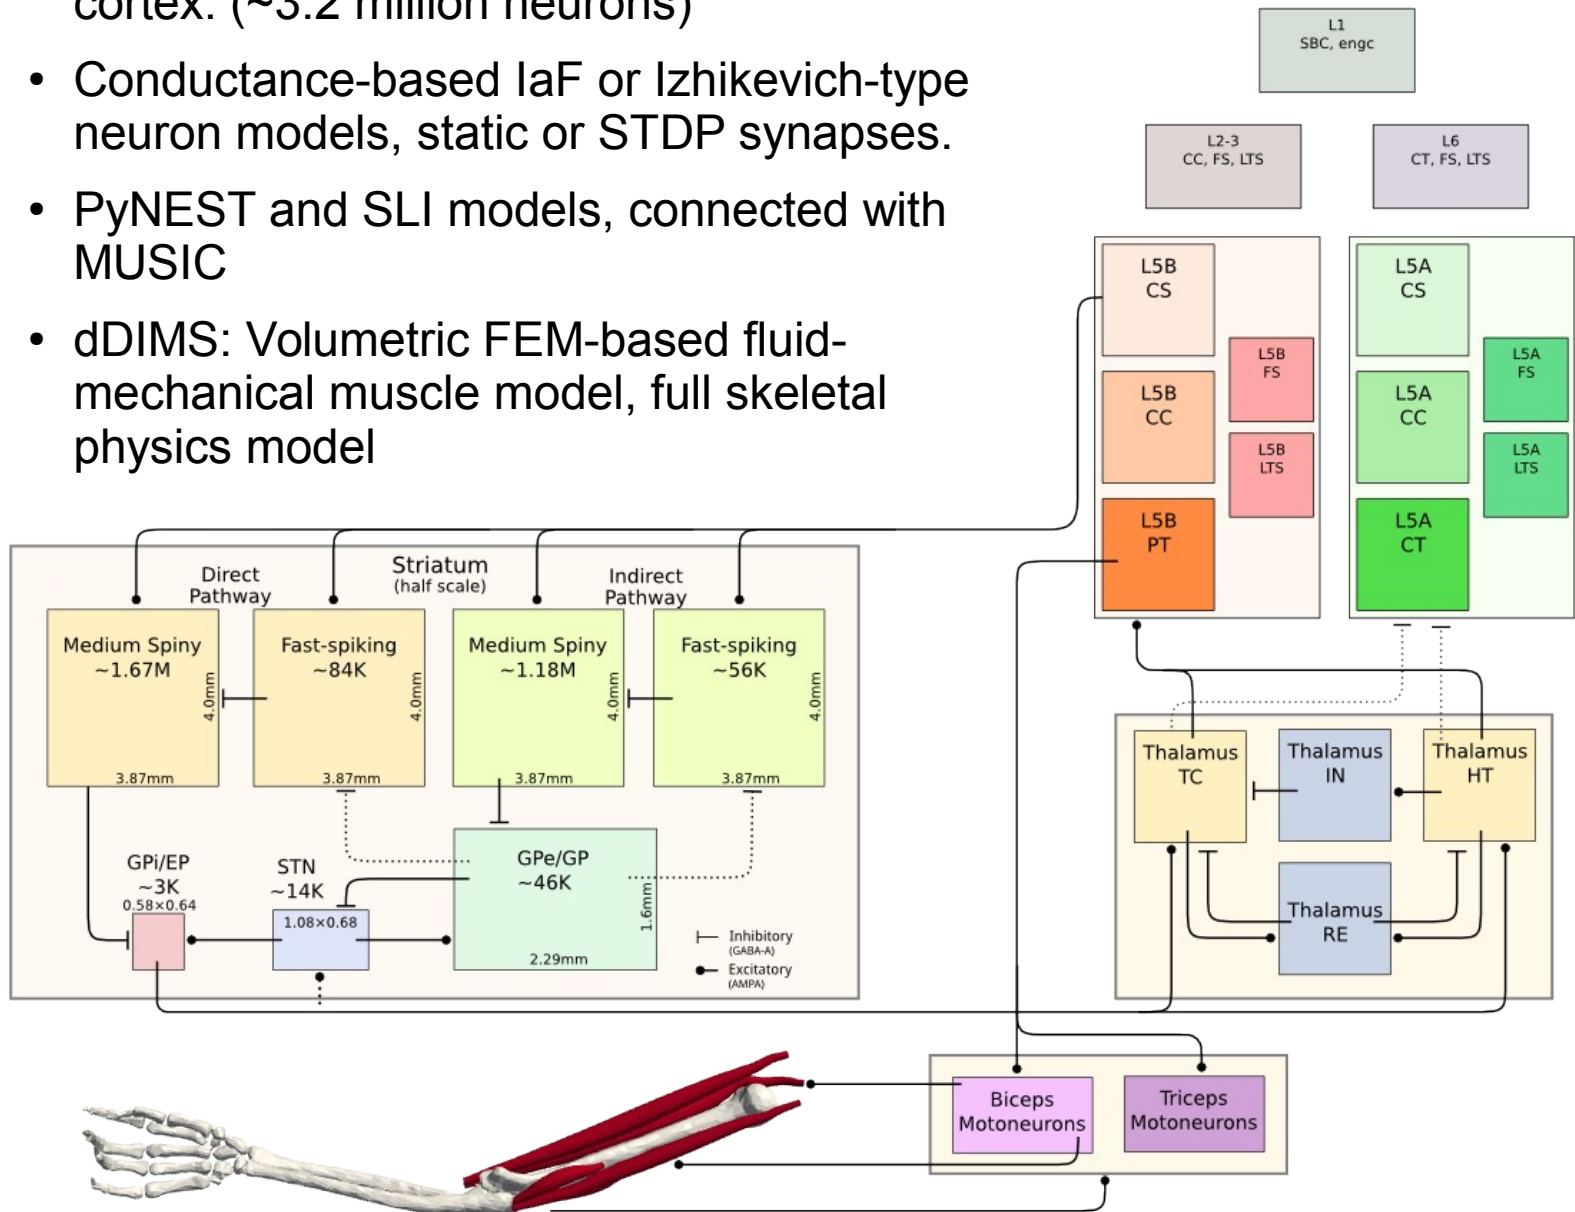 cortex. (~3.2 million neurons)
• Conductance-based IaF or Izhikevich-type
neuron models, static or STDP synapses.
• PyNEST and SLI models, connected with
MUSIC
• dDIMS: Volumetric FEM-based fluid-
mechanical muscle model, full skeletal
physics model
L1
SBC, engc
L2-3
CC, FS, LTS
L6
CT, FS, LTS
L5B
CS
L5B
CC
L5B
PT
L5B
FS
L5B
LTS
L5A
CS
L5A
CC
L5A
CT
L5A
FS
L5A
LTS
Striatum
(half scale)
Direct
Pathway
Indirect
Pathway
Medium Spiny
~1.67M
4.0mm
3.87mm
Fast-spiking
~84K
4.0mm
3.87mm
Medium Spiny
~1.18M
4.0mm
3.87mm
Fast-spiking
~56K
4.0mm
3.87mm
GPi/EP
~3K
0.58×0.64
STN
~14K
1.08×0.68
GPe/GP
~46K
1.6mm
2.29mm
Inhibitory
(GABA-A)
Excitatory
(AMPA)
Thalamus
TC
Thalamus
IN
Thalamus
HT
Thalamus
RE
Biceps
Motoneurons
Triceps
Motoneurons